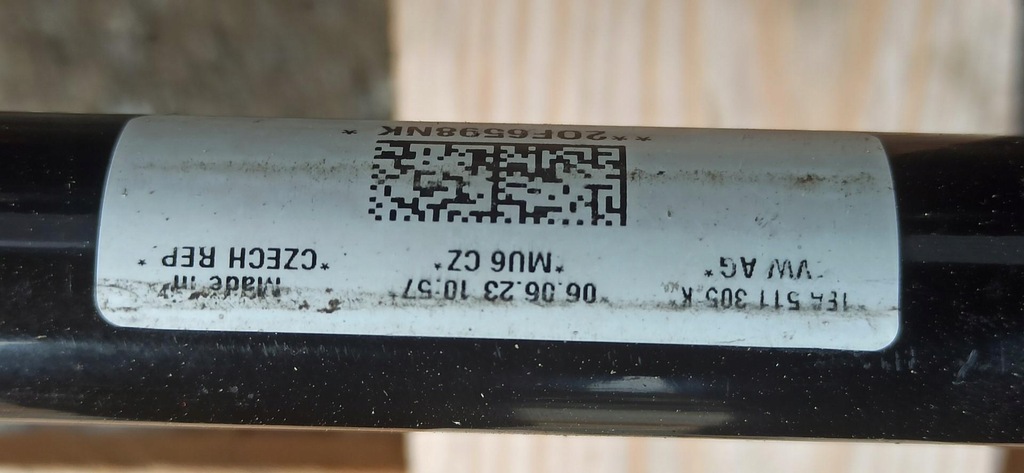 1EA 511 305 K* *06.06.23 10:57* Made in
VW AG* *MU6 CZ* *CZECH REP*
**20F6598NK *